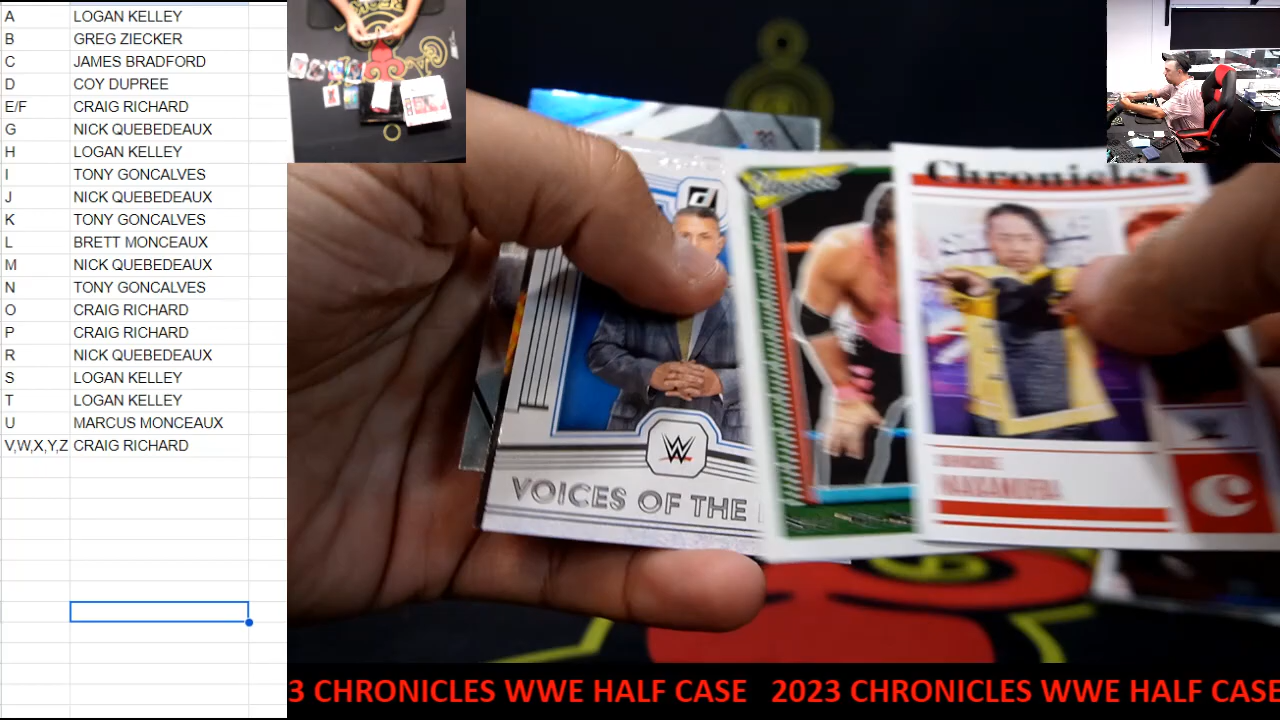 A LOGAN KELLEY
B GREG ZIECKER
C JAMES BRADFORD
D COY DUPREE
E/F CRAIG RICHARD
G NICK QUEBEDEAUX
H LOGAN KELLEY
I TONY GONCALVES
J NICK QUEBEDEAUX
K TONY GONCALVES
L BRETT MONCEAUX
M NICK QUEBEDEAUX
N TONY GONCALVES
O CRAIG RICHARD
P CRAIG RICHARD
R NICK QUEBEDEAUX
S LOGAN KELLEY
T LOGAN KELLEY
U MARCUS MONCEAUX
V,W,X,Y,Z CRAIG RICHARD
Chronicles
Classics
NAKAMURA
W
VOICES OF THE
C
3 CHRONICLES WWE HALF CASE 2023 CHRONICLES WWE HALF CASE